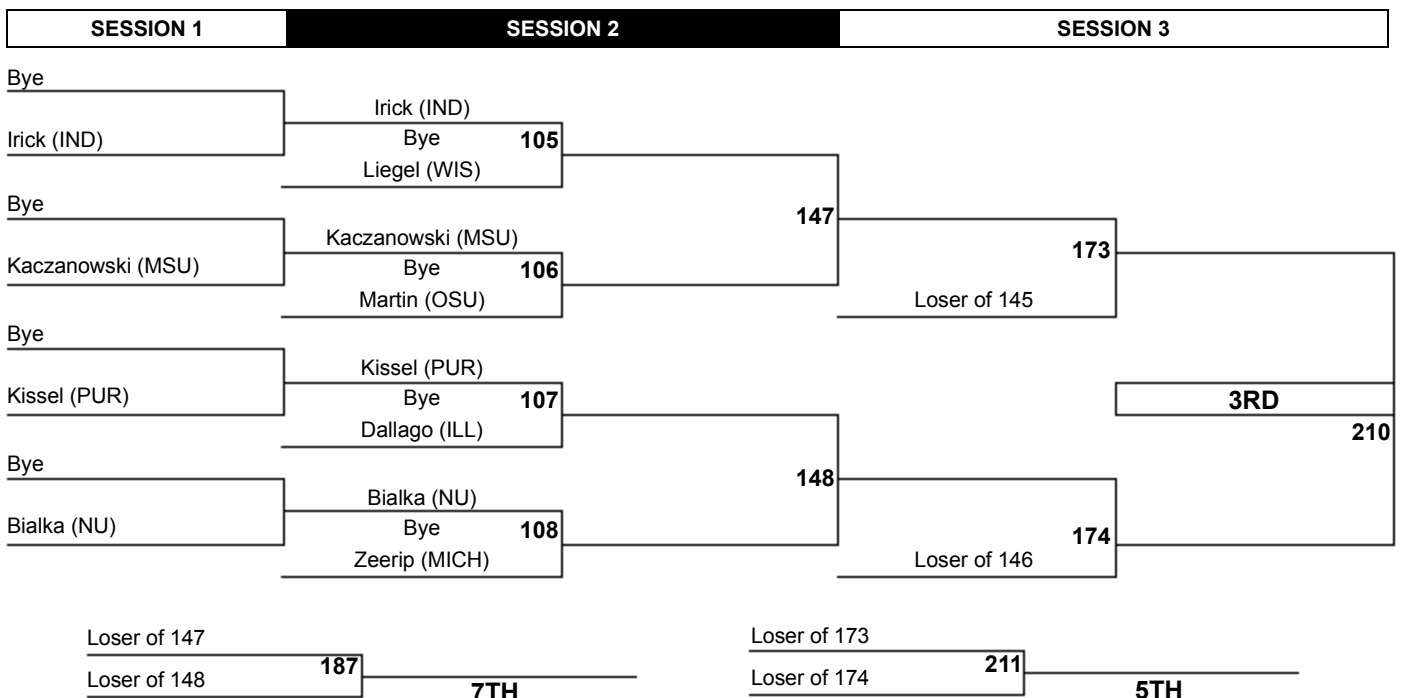 SESSION 1 SESSION 2 SESSION 3
Bye
Irick (IND)
Irick (IND)
Bye 105
Liegel (WIS)
Bye
147
Kaczanowski (MSU)
Kaczanowski (MSU)
173
Bye 106
Martin (OSU)
Loser of 145
Bye
Kissel (PUR)
Kissel (PUR)
Bye 107
3RD
Dallago (ILL)
210
Bye
148
Bialka (NU)
Bialka (NU)
Bye 108
174
Zeerip (MICH)
Loser of 146
Loser of 147
187
Loser of 148
7TH
Loser of 173
211
Loser of 174
5TH